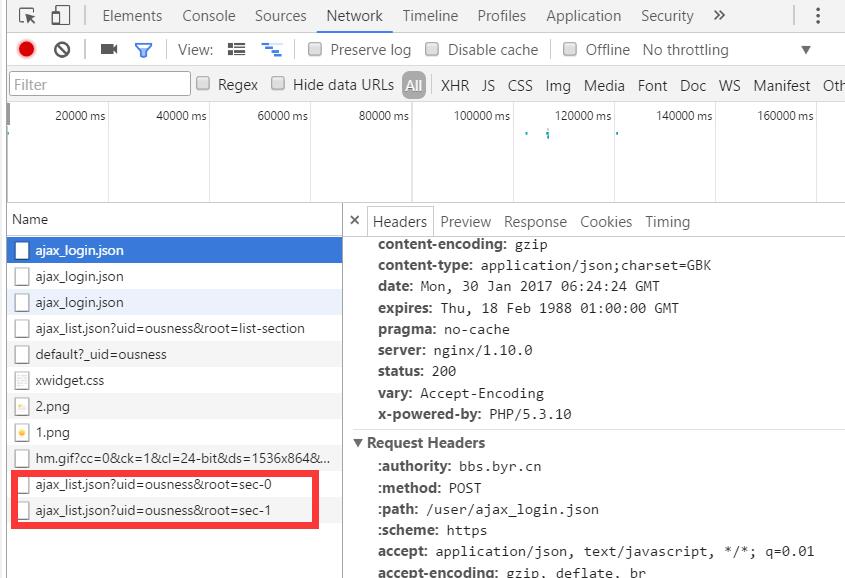 Elements Console Sources Network Timeline Profiles Application Security »
View: Preserve log Disable cache Offline No throttling
Filter Regex Hide data URLs All XHR JS CSS Img Media Font Doc WS Manifest Oth
20000 ms 40000 ms 60000 ms 80000 ms 100000 ms 120000 ms 140000 ms 160000 ms
Name
ajax_login.json
ajax_login.json
ajax_login.json
ajax_list.json?uid=ousness&root=list-section
default?_uid=ousness
xwidget.css
2.png
1.png
hm.gif?cc=0&ck=1&cl=24-bit&ds=1536x864&...
ajax_list.json?uid=ousness&root=sec-0
ajax_list.json?uid=ousness&root=sec-1
× Headers Preview Response Cookies Timing
content-encoding: gzip
content-type: application/json;charset=GBK
date: Mon, 30 Jan 2017 06:24:24 GMT
expires: Thu, 18 Feb 1988 01:00:00 GMT
pragma: no-cache
server: nginx/1.10.0
status: 200
vary: Accept-Encoding
x-powered-by: PHP/5.3.10
Request Headers
:authority: bbs.byr.cn
:method: POST
:path: /user/ajax_login.json
:scheme: https
accept: application/json, text/javascript, */*; q=0.01
accept-encoding: gzip, deflate, br